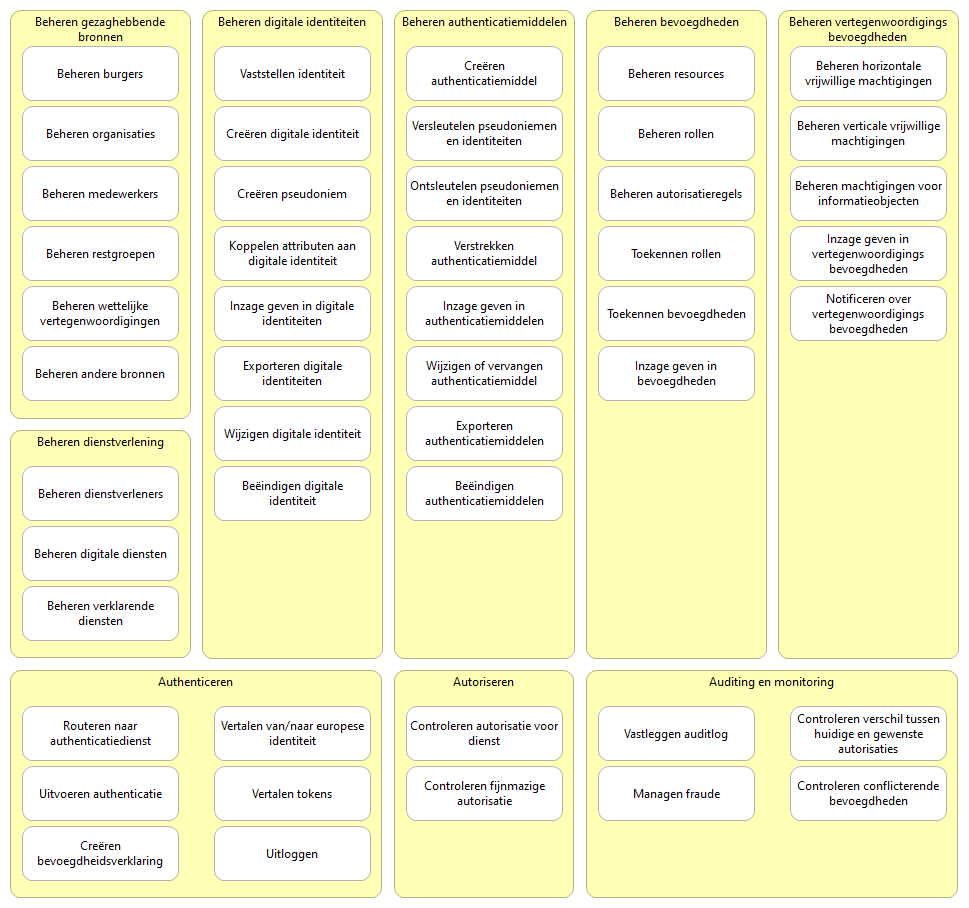 Beheren gezaghebbende
bronnen
Beheren burgers
Beheren organisaties
Beheren medewerkers
Beheren restgroepen
Beheren wettelijke
vertegenwoordigingen
Beheren andere bronnen
Beheren dienstverlening
Beheren dienstverleners
Beheren digitale diensten
Beheren verklarende
diensten
Beheren digitale identiteiten
Vaststellen identiteit
Creëren digitale identiteit
Creëren pseudoniem
Koppelen attributen aan
digitale identiteit
Inzage geven in digitale
identiteiten
Exporteren digitale
identiteiten
Wijzigen digitale identiteit
Beëindigen digitale
identiteit
Beheren authenticatiemiddelen
Creëren
authenticatiemiddel
Versleutelen pseudoniemen
en identiteiten
Ontsleutelen pseudoniemen
en identiteiten
Verstrekken
authenticatiemiddel
Inzage geven in
authenticatiemiddelen
Wijzigen of vervangen
authenticatiemiddel
Exporteren
authenticatiemiddelen
Beëindigen
authenticatiemiddelen
Beheren bevoegdheden
Beheren resources
Beheren rollen
Beheren autorisatieregels
Toekennen rollen
Toekennen bevoegdheden
Inzage geven in
bevoegdheden
Beheren vertegenwoordigings
bevoegdheden
Beheren horizontale
vrijwillige machtigingen
Beheren verticale vrijwillige
machtigingen
Beheren machtigingen voor
informatieobjecten
Inzage geven in
vertegenwoordigings
bevoegdheden
Notificeren over
vertegenwoordigings
bevoegdheden
Authenticeren
Routeren naar
authenticatiedienst
Uitvoeren authenticatie
Creëren
bevoegdheidsverklaring
Vertalen van/naar europese
identiteit
Vertalen tokens
Uitloggen
Autoriseren
Controleren autorisatie voor
dienst
Controleren fijnmazige
autorisatie
Auditing en monitoring
Vastleggen auditlog
Managen fraude
Controleren verschil tussen
huidige en gewenste
autorisaties
Controleren conflicterende
bevoegdheden